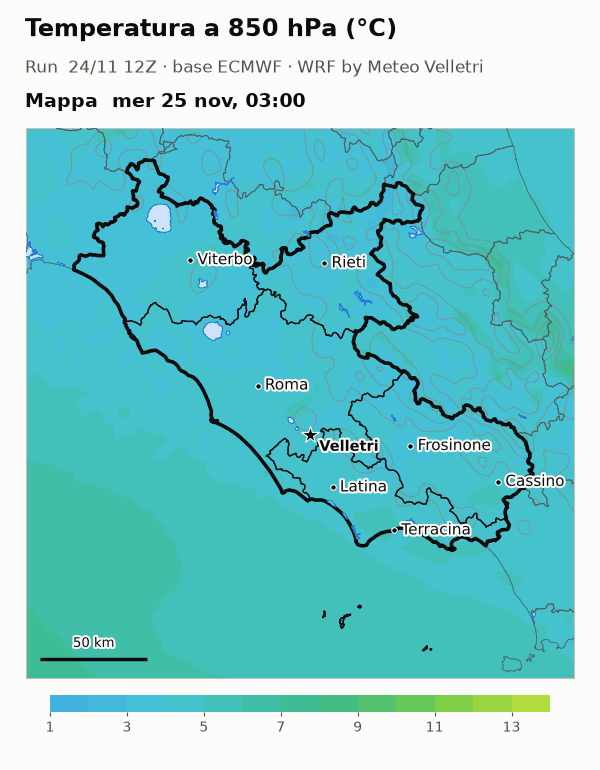 Temperatura a 850 hPa (°C)
Run  24/11 12Z · base ECMWF · WRF by Meteo Velletri
Mappa  mer 25 nov, 03:00
Viterbo
Rieti
Roma
Velletri
Frosinone
Cassino
Latina
Terracina
50 km
1 3 5 7 9 11 13